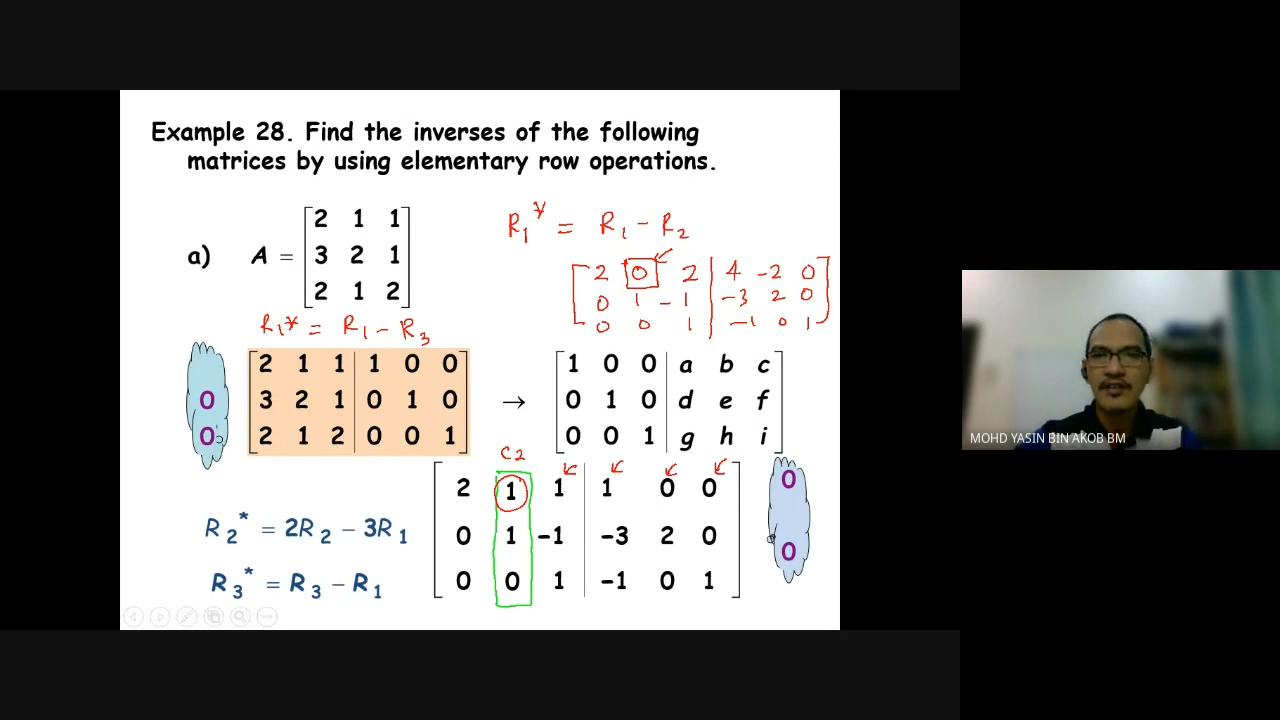 Example 28. Find the inverses of the following
matrices by using elementary row operations.
R₁* = R₁ - R₂
a) A = [2 1 1
3 2 1
2 1 2]
[2 0 2 | 4 -2 0
0 1 -1 | -3 2 0
0 0 1 | -1 0 1]
R₁* = R₁ - R₃
0
0
[2 1 1 | 1 0 0
3 2 1 | 0 1 0
2 1 2 | 0 0 1]
→
[1 0 0 | a b c
0 1 0 | d e f
0 0 1 | g h i]
C2
R₂* = 2R₂ - 3R₁
R₃* = R₃ - R₁
[2 1 1 | 1 0 0
0 1 -1 | -3 2 0
0 0 1 | -1 0 1]
0
0
MOHD YASIN BIN AKOB BM